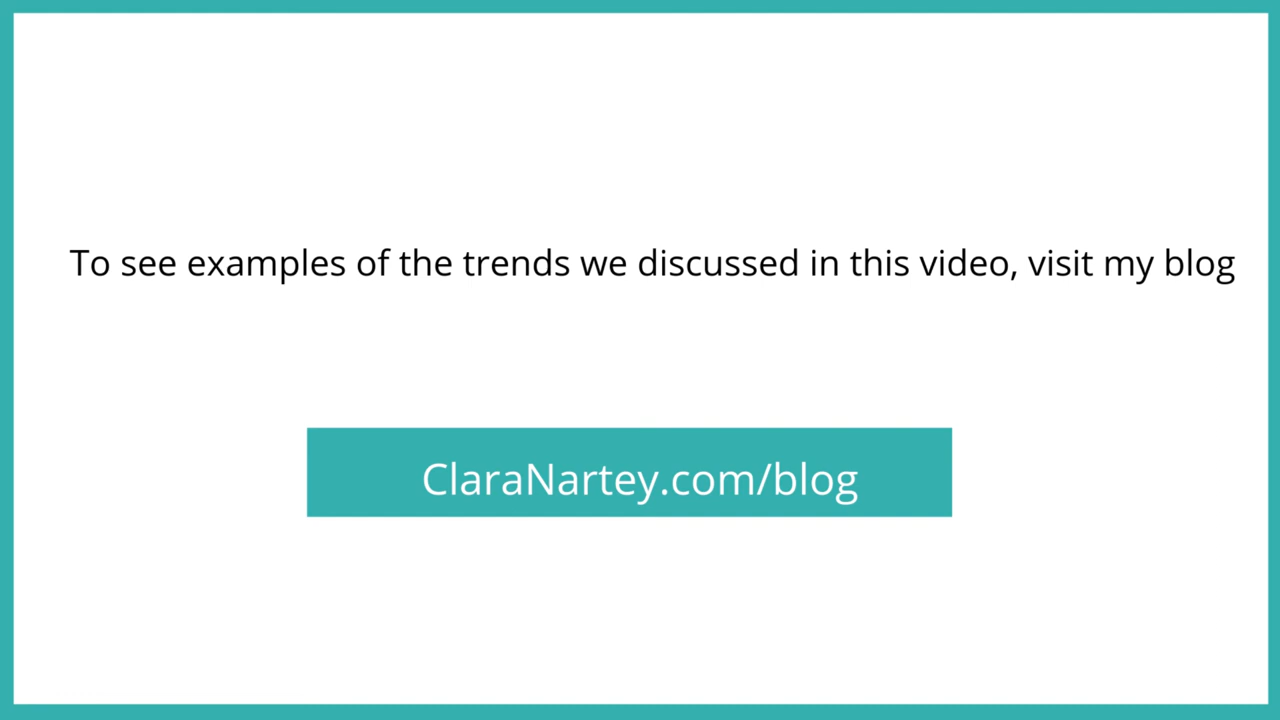 To see examples of the trends we discussed in this video, visit my blog
ClaraNartey.com/blog